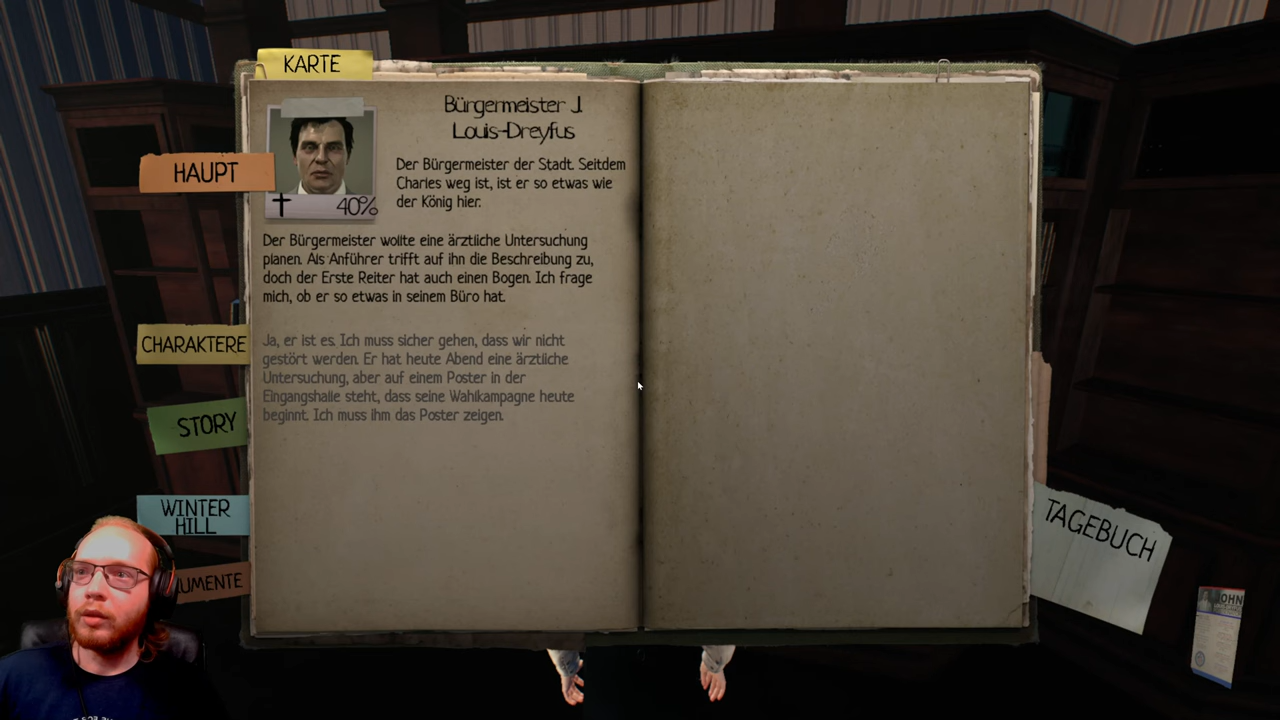 KARTE
Bürgermeister J.
Louis-Dreyfus
HAUPT
Der Bürgermeister der Stadt. Seitdem
Charles weg ist, ist er so etwas wie
der König hier.
40%
Der Bürgermeister wollte eine ärztliche Untersuchung
planen. Als Anführer trifft auf ihn die Beschreibung zu,
doch der Erste Reiter hat auch einen Bogen. Ich frage
mich, ob er so etwas in seinem Büro hat.
CHARAKTERE
Ja, er ist es. Ich muss sicher gehen, dass wir nicht
gestört werden. Er hat heute Abend eine ärztliche
Untersuchung, aber auf einem Poster in der
Eingangshalle steht, dass seine Wahlkampagne heute
beginnt. Ich muss ihm das Poster zeigen.
STORY
WINTER
HILL
UMENTE
TAGEBUCH
OHN